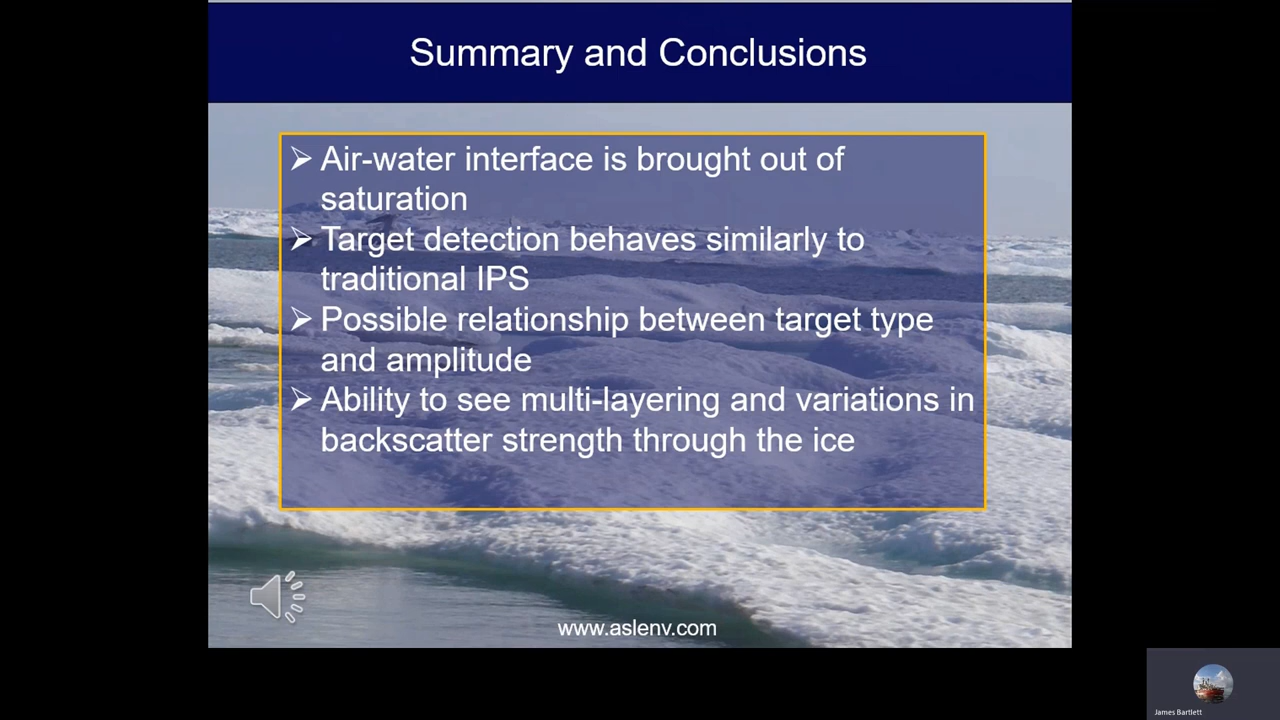 Summary and Conclusions
➢ Air-water interface is brought out of
saturation
➢ Target detection behaves similarly to
traditional IPS
➢ Possible relationship between target type
and amplitude
➢ Ability to see multi-layering and variations in
backscatter strength through the ice
www.aslenv.com
James Bartlett